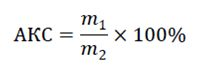 АКС = m₁/m₂ × 100%